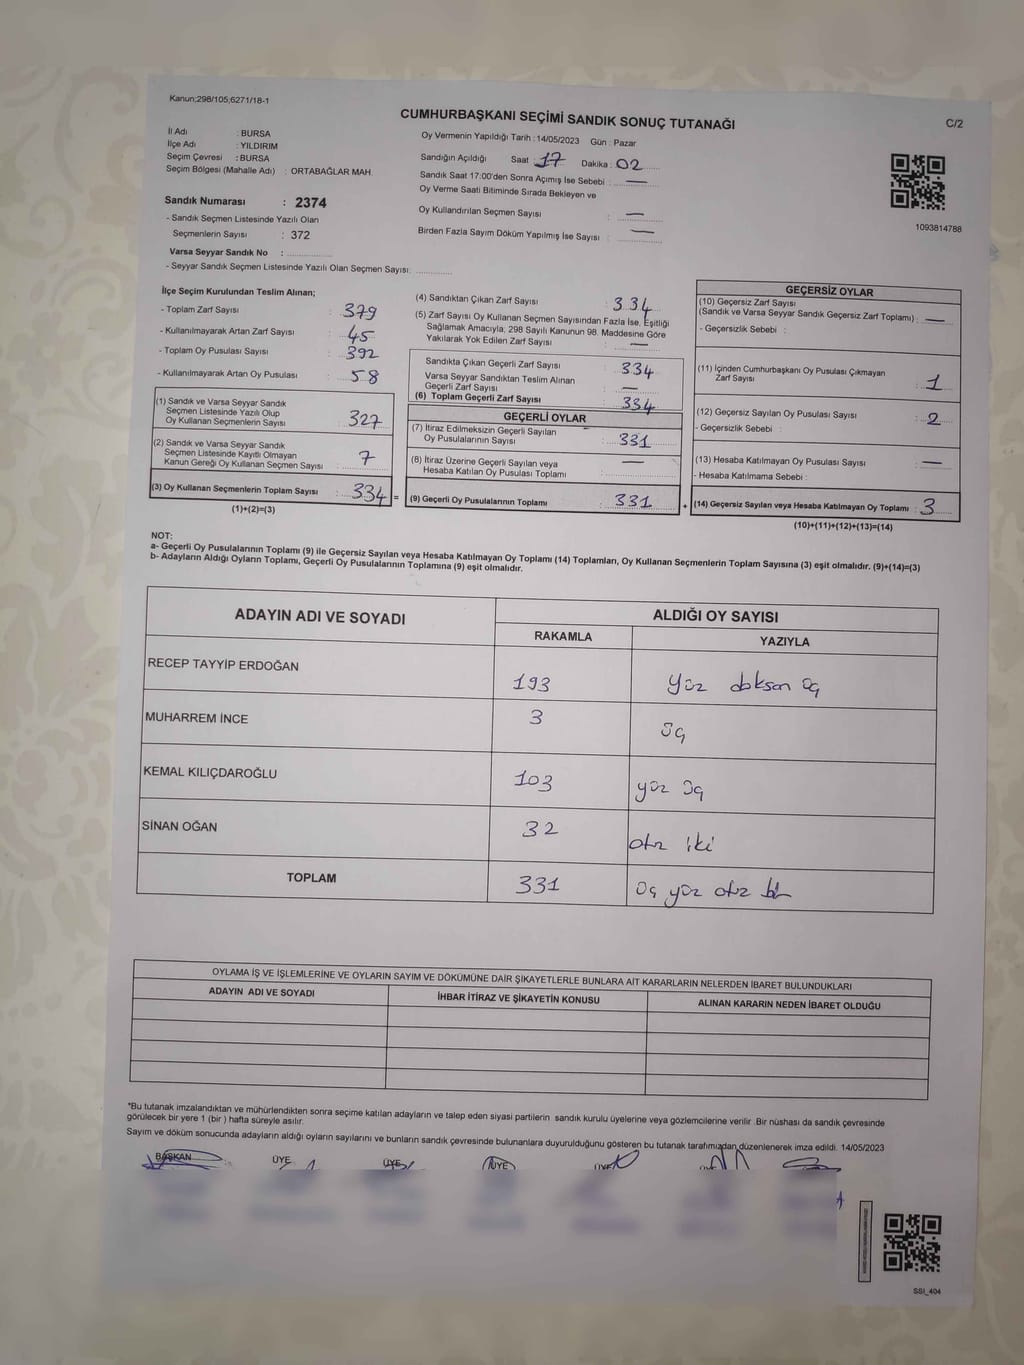 Kanun;298/105;6271/18-1
CUMHURBAŞKANI SEÇİMİ SANDIK SONUÇ TUTANAĞI
C/2
İl Adı : BURSA
İlçe Adı : YILDIRIM
Seçim Çevresi : BURSA
Seçim Bölgesi (Mahalle Adı) : ORTABAĞLAR MAH.
Sandık Numarası : 2374
- Sandık Seçmen Listesinde Yazılı Olan
Seçmenlerin Sayısı : 372
Varsa Seyyar Sandık No :
- Seyyar Sandık Seçmen Listesinde Yazılı Olan Seçmen Sayısı:
Oy Vermenin Yapıldığı Tarih : 14/05/2023 Gün : Pazar
Sandığın Açıldığı Saat : 17 Dakika : 02
Sandık Saat 17:00'den Sonra Açımış İse Sebebi : —
Oy Verme Saati Bitiminde Sırada Bekleyen ve
Oy Kullandırılan Seçmen Sayısı : —
Birden Fazla Sayım Döküm Yapılmış İse Sayısı : —
1093814788
İlçe Seçim Kurulundan Teslim Alınan;
- Toplam Zarf Sayısı : 379
- Kullanılmayarak Artan Zarf Sayısı : 45
- Toplam Oy Pusulası Sayısı : 392
- Kullanılmayarak Artan Oy Pusulası : 58
(1) Sandık ve Varsa Seyyar Sandık
Seçmen Listesinde Yazılı Olup
Oy Kullanan Seçmenlerin Sayısı : 327
(2) Sandık ve Varsa Seyyar Sandık
Seçmen Listesinde Kayıtlı Olmayan
Kanun Gereği Oy Kullanan Seçmen Sayısı : 7
(3) Oy Kullanan Seçmenlerin Toplam Sayısı : 334 =
(1)+(2)=(3)
(4) Sandıktan Çıkan Zarf Sayısı : 334
(5) Zarf Sayısı Oy Kullanan Seçmen Sayısından Fazla İse, Eşitliği
Sağlamak Amacıyla; 298 Sayılı Kanunun 98. Maddesine Göre
Yakılarak Yok Edilen Zarf Sayısı : —
Sandıkta Çıkan Geçerli Zarf Sayısı : 334
Varsa Seyyar Sandıktan Teslim Alınan
Geçerli Zarf Sayısı : —
(6) Toplam Geçerli Zarf Sayısı : 334
GEÇERLİ OYLAR
(7) İtiraz Edilmeksizin Geçerli Sayılan
Oy Pusulalarının Sayısı : 331
(8) İtiraz Üzerine Geçerli Sayılan veya
Hesaba Katılan Oy Pusulası Toplamı : —
(9) Geçerli Oy Pusulalarının Toplamı : 331 +
GEÇERSİZ OYLAR
(10) Geçersiz Zarf Sayısı
(Sandık ve Varsa Seyyar Sandık Geçersiz Zarf Toplamı) : —
- Geçersizlik Sebebi :
(11) İçinden Cumhurbaşkanı Oy Pusulası Çıkmayan
Zarf Sayısı : 1
(12) Geçersiz Sayılan Oy Pusulası Sayısı : 2
- Geçersizlik Sebebi :
(13) Hesaba Katılmayan Oy Pusulası Sayısı : —
- Hesaba Katılmama Sebebi :
(14) Geçersiz Sayılan veya Hesaba Katılmayan Oy Toplamı : 3
(10)+(11)+(12)+(13)=(14)
NOT:
a- Geçerli Oy Pusulalarının Toplamı (9) ile Geçersiz Sayılan veya Hesaba Katılmayan Oy Toplamı (14) Toplamları, Oy Kullanan Seçmenlerin Toplam Sayısına (3) eşit olmalıdır. (9)+(14)=(3)
b- Adayların Aldığı Oyların Toplamı, Geçerli Oy Pusulalarının Toplamına (9) eşit olmalıdır.
ADAYIN ADI VE SOYADI ALDIĞI OY SAYISI
RAKAMLA YAZIYLA
RECEP TAYYİP ERDOĞAN 193 yüz doksan üç
MUHARREM İNCE 3 üç
KEMAL KILIÇDAROĞLU 103 yüz üç
SİNAN OĞAN 32 otuz iki
TOPLAM 331 üç yüz otuz bir
OYLAMA İŞ VE İŞLEMLERİNE VE OYLARIN SAYIM VE DÖKÜMÜNE DAİR ŞİKAYETLERLE BUNLARA AİT KARARLARIN NELERDEN İBARET BULUNDUKLARI
ADAYIN ADI VE SOYADI İHBAR İTİRAZ VE ŞİKAYETİN KONUSU ALINAN KARARIN NEDEN İBARET OLDUĞU
*Bu tutanak imzalandıktan ve mühürlendikten sonra seçime katılan adayların ve talep eden siyasi partilerin sandık kurulu üyelerine veya gözlemcilerine verilir. Bir nüshası da sandık çevresinde
görülecek bir yere 1 (bir) hafta süreyle asılır.
Sayım ve döküm sonucunda adayların aldığı oyların sayılarını ve bunların sandık çevresinde bulunanlara duyurulduğunu gösteren bu tutanak tarafımızdan düzenlenerek imza edildi. 14/05/2023
BAŞKAN ÜYE ÜYE ÜYE ÜYE
SSI_404